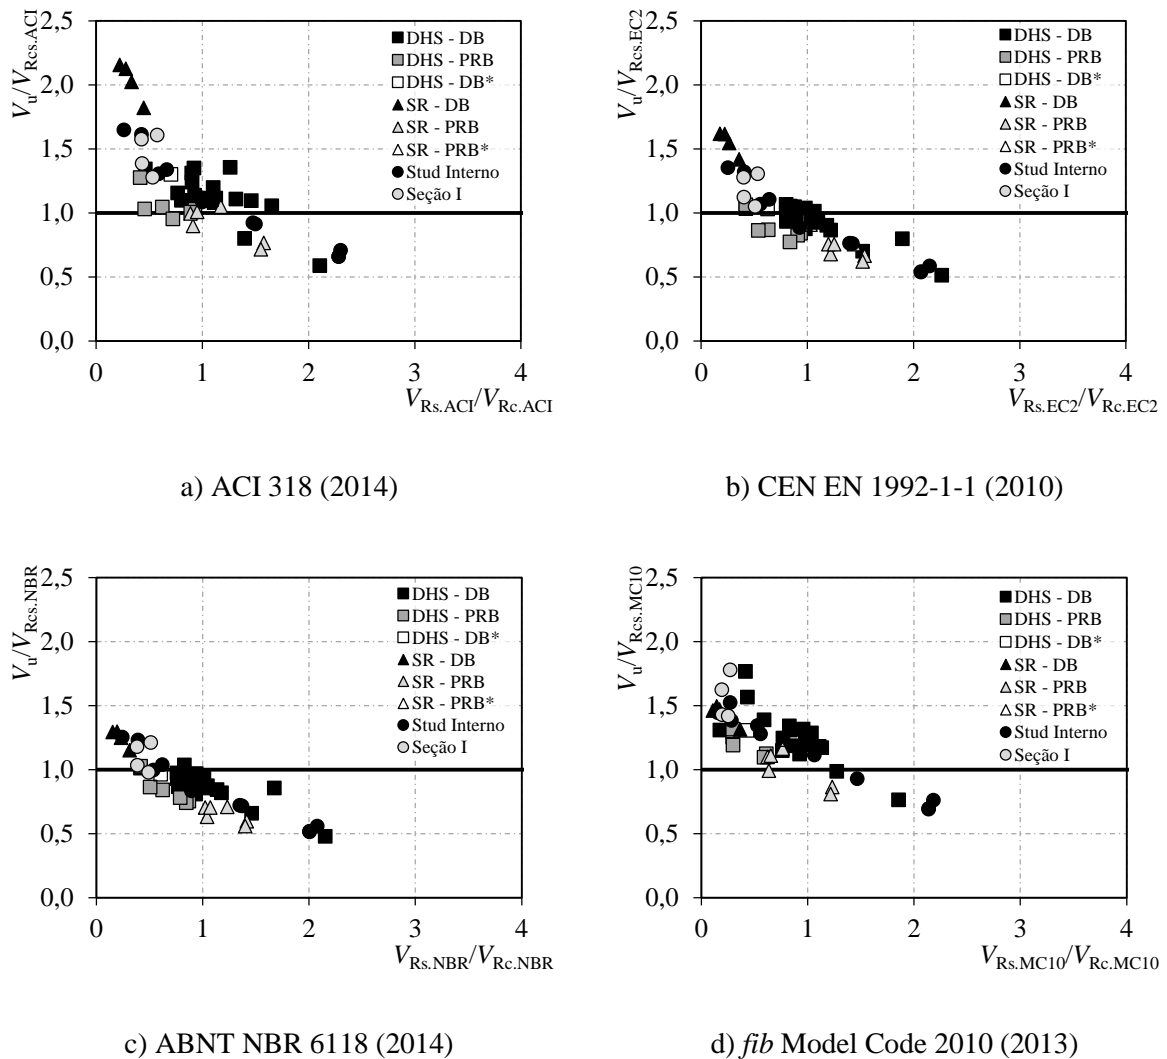 V_u/V_Rcs.ACI
2,5
2,0
1,5
1,0
0,5
0,0
DHS - DB
DHS - PRB
DHS - DB*
SR - DB
SR - PRB
SR - PRB*
Stud Interno
Seção I
0 1 2 3 4
V_Rs.ACI/V_Rc.ACI
a) ACI 318 (2014)
V_u/V_Rcs.EC2
2,5
2,0
1,5
1,0
0,5
0,0
DHS - DB
DHS - PRB
DHS - DB*
SR - DB
SR - PRB
SR - PRB*
Stud Interno
Seção I
0 1 2 3 4
V_Rs.EC2/V_Rc.EC2
b) CEN EN 1992-1-1 (2010)
V_u/V_Rcs.NBR
2,5
2,0
1,5
1,0
0,5
0,0
DHS - DB
DHS - PRB
DHS - DB*
SR - DB
SR - PRB
SR - PRB*
Stud Interno
Seção I
0 1 2 3 4
V_Rs.NBR/V_Rc.NBR
c) ABNT NBR 6118 (2014)
V_u/V_Rcs.MC10
2,5
2,0
1,5
1,0
0,5
0,0
DHS - DB
DHS - PRB
DHS - DB*
SR - DB
SR - PRB
SR - PRB*
Stud Interno
Seção I
0 1 2 3 4
V_Rs.MC10/V_Rc.MC10
d) fib Model Code 2010 (2013)